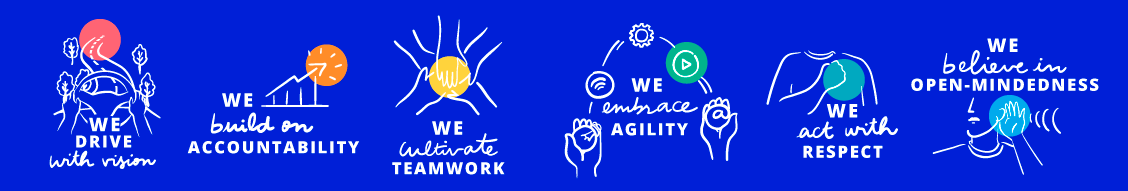 WE
DRIVE
with vision
WE
build on
ACCOUNTABILITY
WE
cultivate
TEAMWORK
WE
embrace
AGILITY
WE
act with
RESPECT
WE
believe in
OPEN-MINDEDNESS